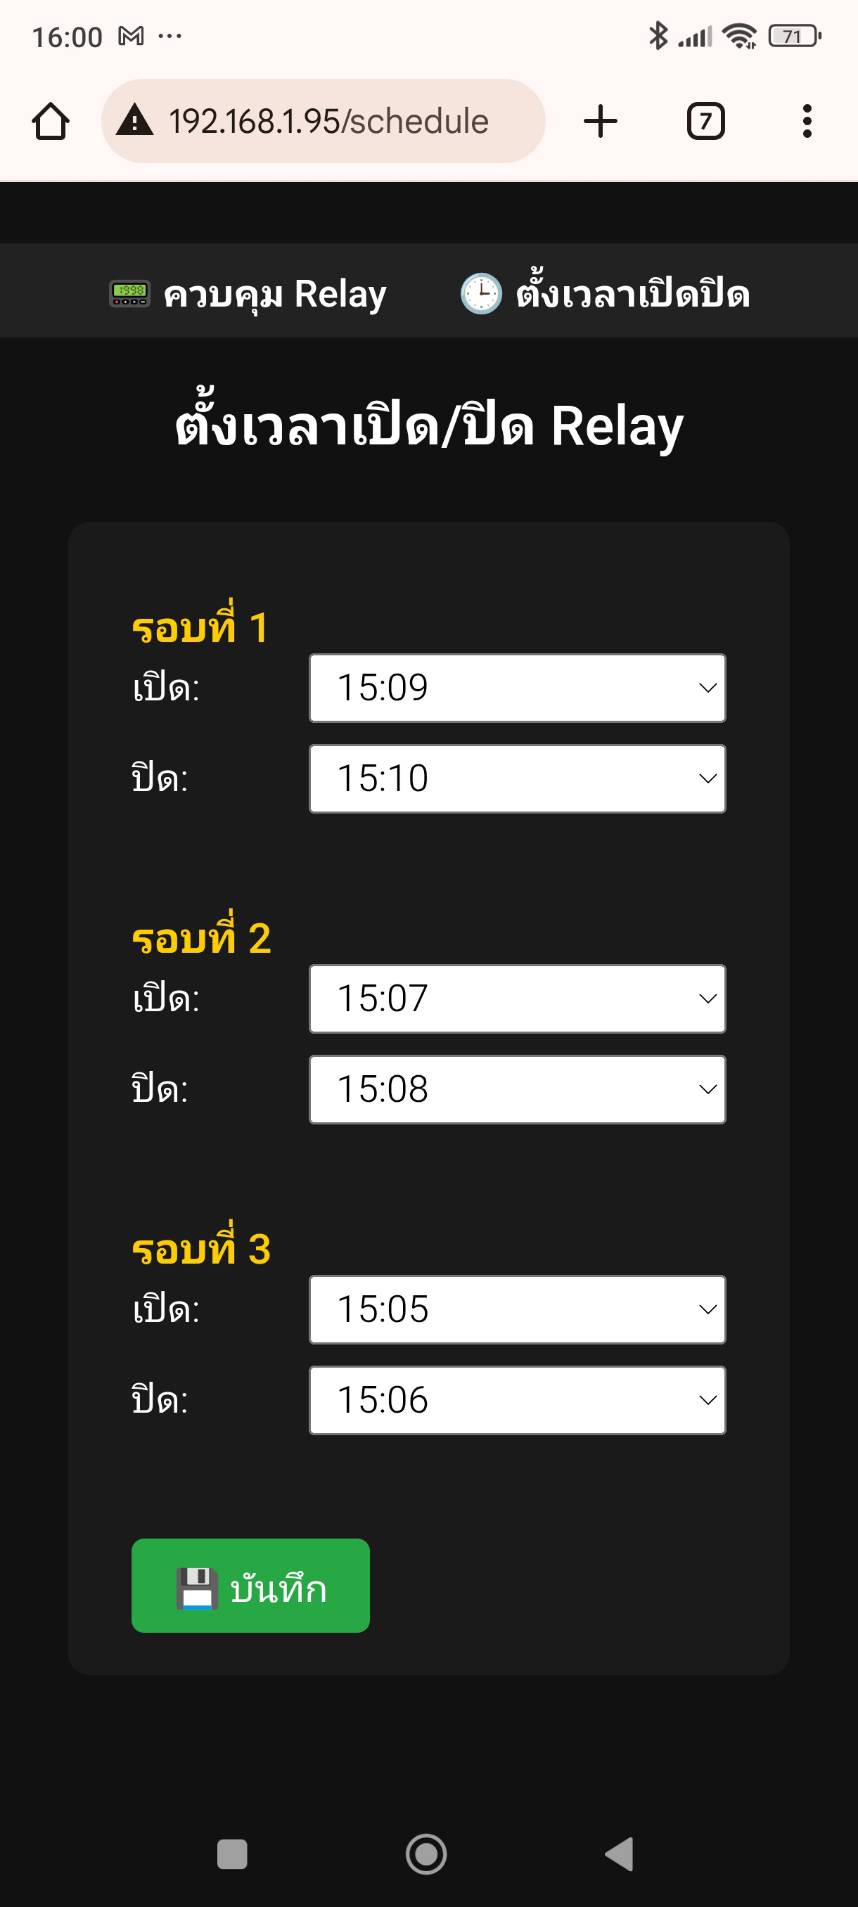 16:00
71
192.168.1.95/schedule
7
ควบคุม Relay
ตั้งเวลาเปิดปิด
ตั้งเวลาเปิด/ปิด Relay
รอบที่ 1
เปิด: 15:09
ปิด: 15:10
รอบที่ 2
เปิด: 15:07
ปิด: 15:08
รอบที่ 3
เปิด: 15:05
ปิด: 15:06
บันทึก